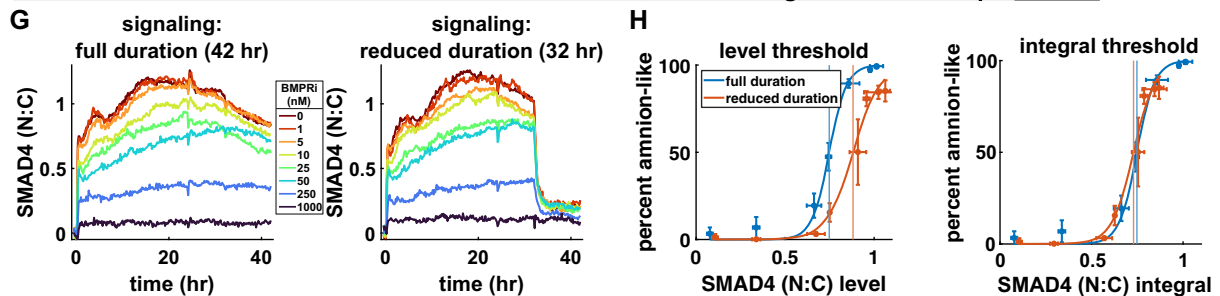 G
signaling:
full duration (42 hr)
SMAD4 (N:C)
1
0.5
0
0
20
40
time (hr)
BMPRi
(nM)
0
1
5
10
25
50
250
1000
signaling:
reduced duration (32 hr)
SMAD4 (N:C)
1
0.5
0
0
20
40
time (hr)
H
level threshold
full duration
reduced duration
percent amnion-like
100
50
0
0
0.5
1
SMAD4 (N:C) level
integral threshold
percent amnion-like
100
50
0
0
0.5
1
SMAD4 (N:C) integral